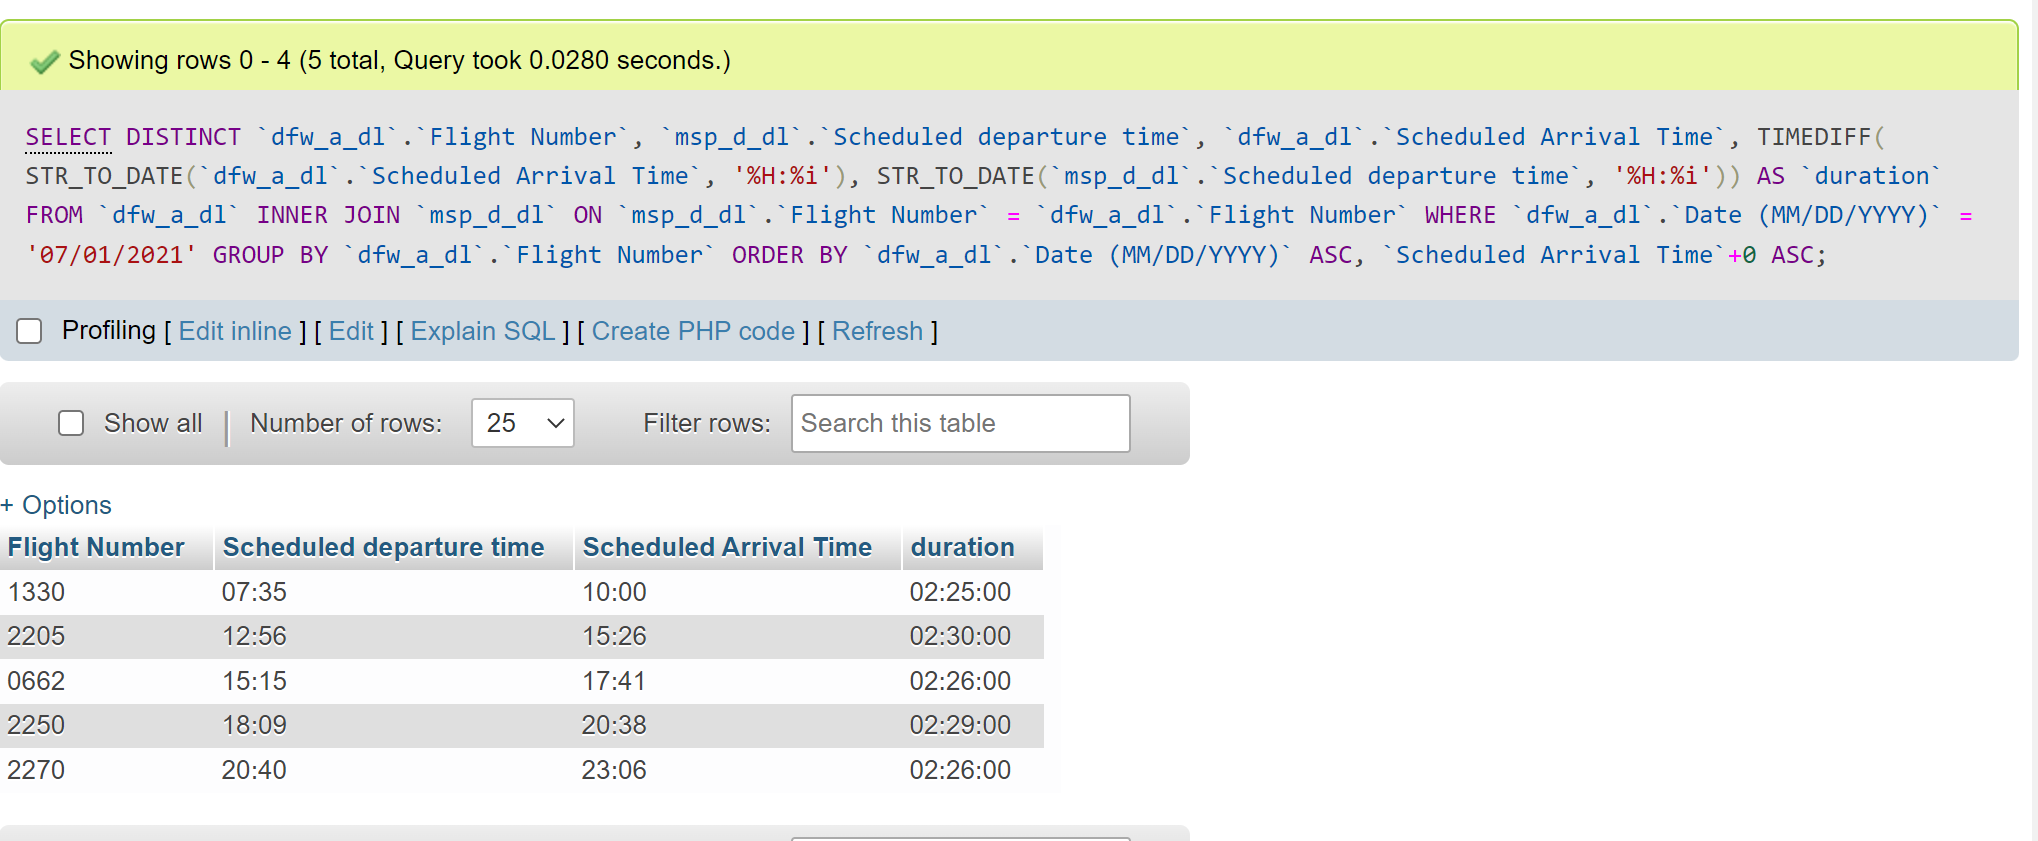 Showing rows 0 - 4 (5 total, Query took 0.0280 seconds.)
SELECT DISTINCT `dfw_a_dl`.`Flight Number`, `msp_d_dl`.`Scheduled departure time`, `dfw_a_dl`.`Scheduled Arrival Time`, TIMEDIFF(
STR_TO_DATE(`dfw_a_dl`.`Scheduled Arrival Time`, '%H:%i'), STR_TO_DATE(`msp_d_dl`.`Scheduled departure time`, '%H:%i')) AS `duration`
FROM `dfw_a_dl` INNER JOIN `msp_d_dl` ON `msp_d_dl`.`Flight Number` = `dfw_a_dl`.`Flight Number` WHERE `dfw_a_dl`.`Date (MM/DD/YYYY)` =
'07/01/2021' GROUP BY `dfw_a_dl`.`Flight Number` ORDER BY `dfw_a_dl`.`Date (MM/DD/YYYY)` ASC, `Scheduled Arrival Time`+0 ASC;
Profiling [ Edit inline ] [ Edit ] [ Explain SQL ] [ Create PHP code ] [ Refresh ]
Show all | Number of rows: 25 Filter rows: Search this table
+ Options
Flight Number Scheduled departure time Scheduled Arrival Time duration
1330 07:35 10:00 02:25:00
2205 12:56 15:26 02:30:00
0662 15:15 17:41 02:26:00
2250 18:09 20:38 02:29:00
2270 20:40 23:06 02:26:00